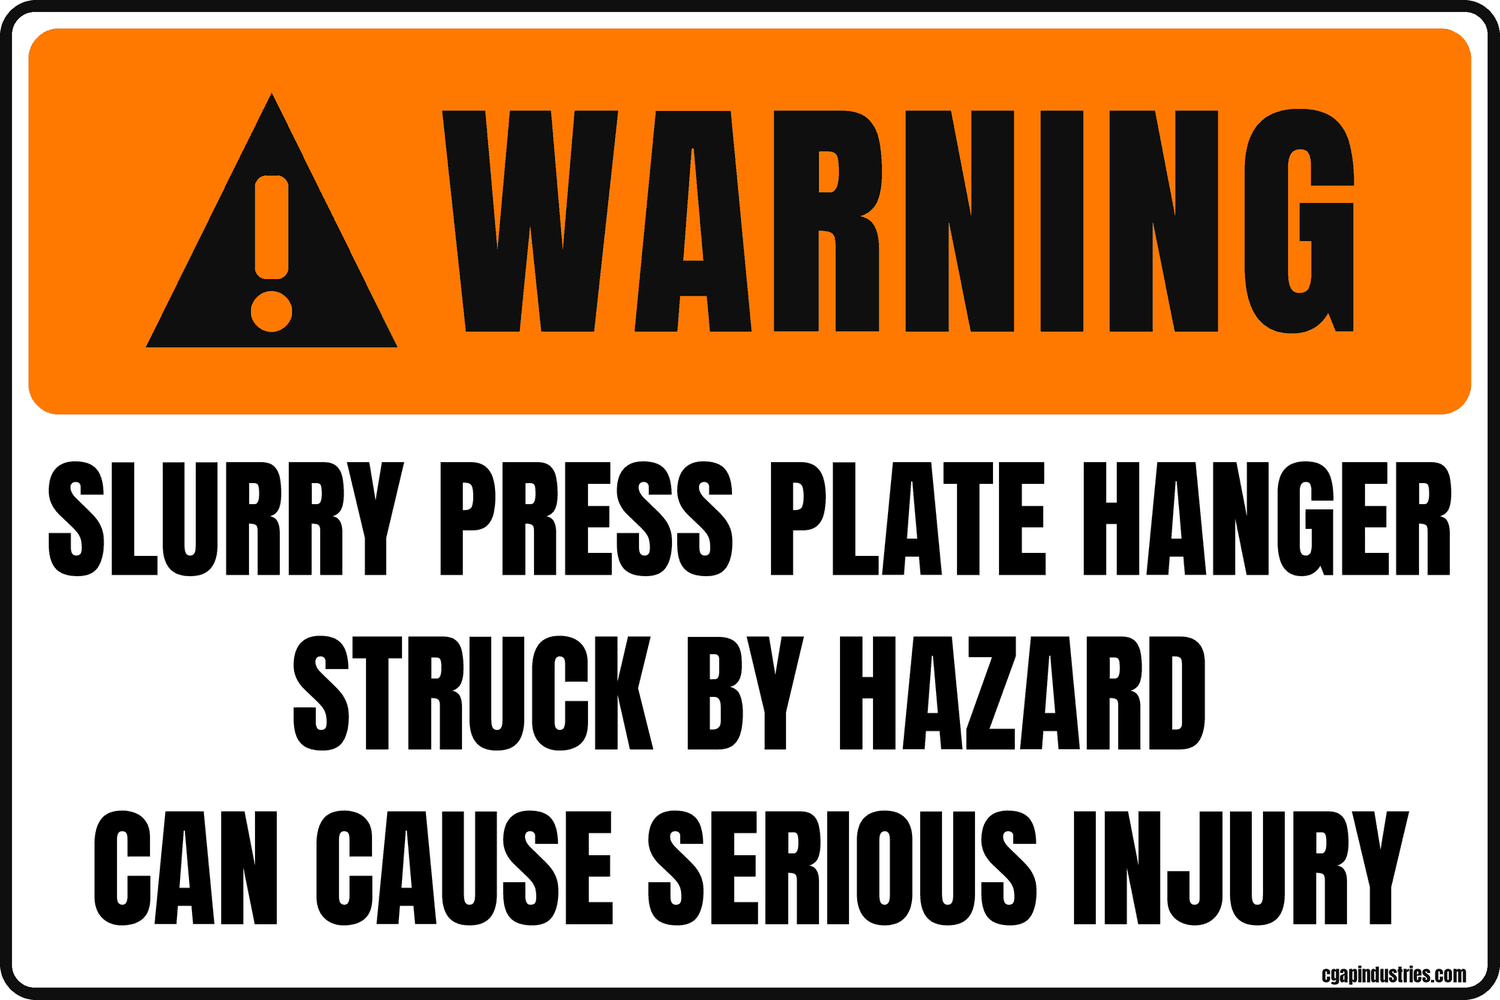 WARNING
SLURRY PRESS PLATE HANGER
STRUCK BY HAZARD
CAN CAUSE SERIOUS INJURY
cgapindustries.com